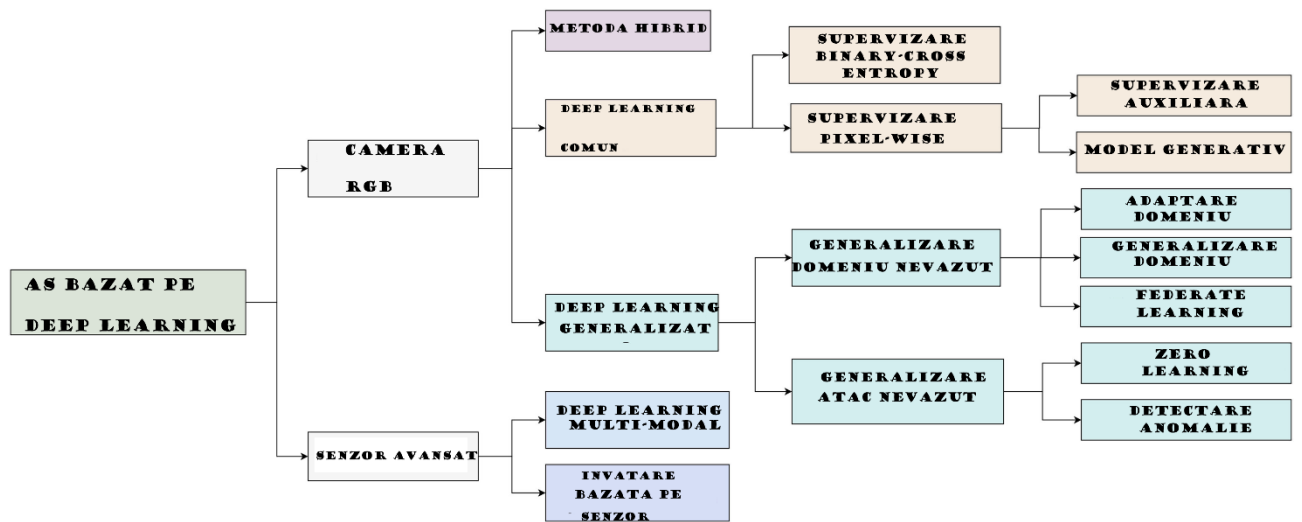 AS BAZAT PE
DEEP LEARNING
CAMERA
RGB
SENZOR AVANSAT
METODA HIBRID
DEEP LEARNING
COMUN
DEEP LEARNING
GENERALIZAT
DEEP LEARNING
MULTI-MODAL
INVATARE
BAZATA PE
SENZOR
SUPERVIZARE
BINARY-CROSS
ENTROPY
SUPERVIZARE
PIXEL-WISE
GENERALIZARE
DOMENIU NEVAZUT
GENERALIZARE
ATAC NEVAZUT
SUPERVIZARE
AUXILIARA
MODEL GENERATIV
ADAPTARE
DOMENIU
GENERALIZARE
DOMENIU
FEDERATE
LEARNING
ZERO
LEARNING
DETECTARE
ANOMALIE